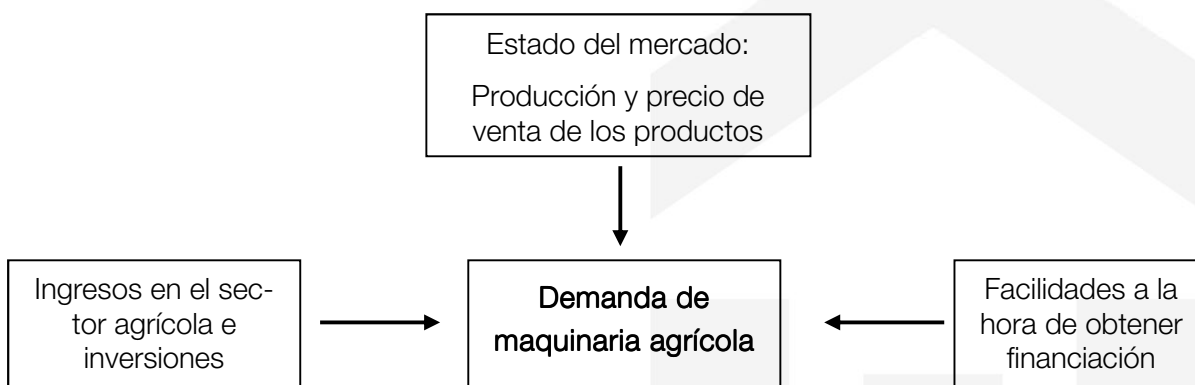 Estado del mercado:
Producción y precio de
venta de los productos
Ingresos en el sec-
tor agrícola e
inversiones
Demanda de
maquinaria agrícola
Facilidades a la
hora de obtener
financiación